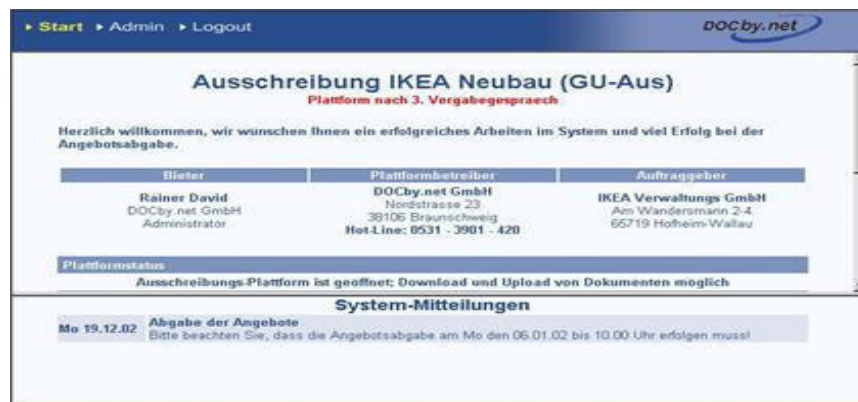 Start Admin Logout
DOCby.net
Ausschreibung IKEA Neubau (GU-Aus)
Plattform nach 3. Vergabegespraech
Herzlich willkommen, wir wunschen Ihnen ein erfolgreiches Arbeiten im System und viel Erfolg bei der
Angebotsabgabe.
Bieter Plattformbetreiber Auftraggeber
Rainer David
DOCby.net GmbH
Administrator
DOCby.net GmbH
Nordstrasse 23
38106 Braunschweig
Hot-Line: 0531 - 3901 - 420
IKEA Verwaltungs GmbH
Am Wandersmann 2-4
65719 Hofheim-Wallau
Plattformstatus
Ausschreibungs-Plattform ist geoffnet; Download und Upload von Dokumenten moglich
System-Mitteilungen
Mo 19.12.02 Abgabe der Angebote
Bitte beachten Sie, dass die Angebotsabgabe am Mo den 06.01.02 bis 10.00 Uhr erfolgen muss!